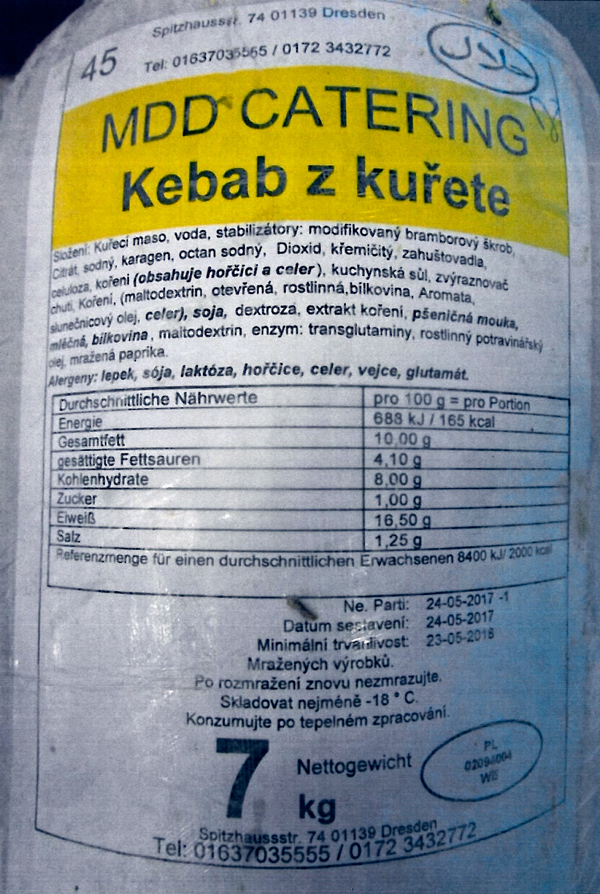 Spitzhausstr. 74 01139 Dresden
45
Tel: 01637035555 / 0172 3432772
حلال
MDD CATERING
Kebab z kuřete
Složení: Kuřecí maso, voda, stabilizátory: modifikovaný bramborový škrob,
Citrát, sodný, karagen, octan sodný, Dioxid, křemičitý, zahušťovadla,
celuloza, koření (obsahuje hořčici a celer), kuchynská sůl, zvýraznovač
chuti, Koření, (maltodextrin, otevřená, rostlinná,bílkovina, Aromata,
slunečnicový olej, celer), soja, dextroza, extrakt koření, pšeničná mouka,
mléčná, bílkovina, maltodextrin, enzym: transglutaminy, rostlinný potravinářský
olej, mražená paprika.
Alergeny: lepek, sója, laktóza, hořčice, celer, vejce, glutamát.
Durchschnittliche Nährwerte pro 100 g = pro Portion
Energie 688 kJ / 165 kcal
Gesamtfett 10,00 g
gesättigte Fettsauren 4,10 g
Kohlenhydrate 8,00 g
Zucker 1,00 g
Eiweiß 16,50 g
Salz 1,25 g
Referenzmenge für einen durchschnittlichen Erwachsenen 8400 kJ/ 2000 kcal
Ne. Parti: 24-05-2017 -1
Datum sestavení: 24-05-2017
Minimální trvanlivost: 23-05-2018
Mražených výrobků.
Po rozmražení znovu nezmrazujte.
Skladovat nejméně -18 ° C.
Konzumujte po tepelném zpracování.
7 kg
Nettogewicht
PL
WE
Spitzhaussstr. 74 01139 Dresden
Tel: 01637035555 / 0172 3432772